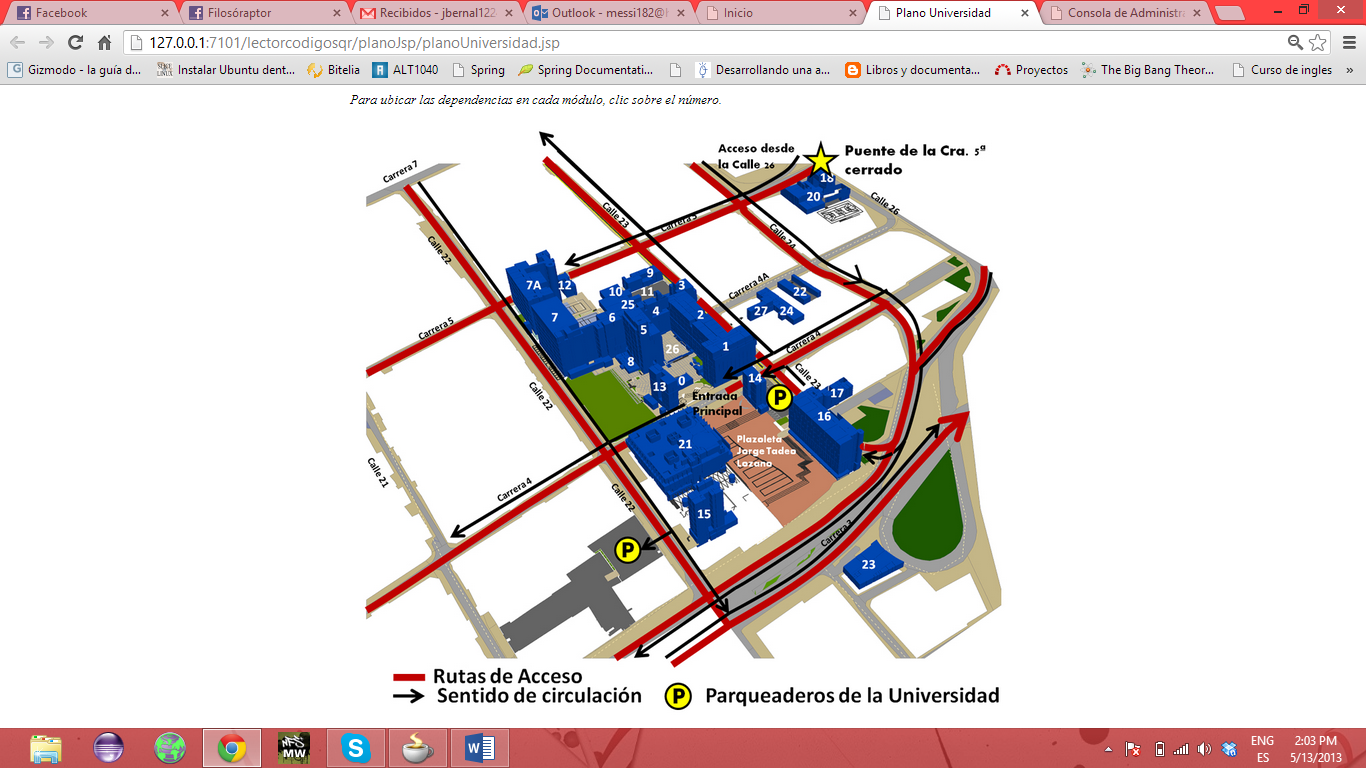 Facebook
Filosóraptor
Recibidos - jbernal122
Outlook - messi182@h
Inicio
Plano Universidad
Consola de Administra
127.0.0.1:7101/lectorcodigosqr/planoJsp/planoUniversidad.jsp
Gizmodo - la guía d...
Instalar Ubuntu dent...
Bitelia
ALT1040
Spring
Spring Documentati...
Desarrollando una a...
Libros y documenta...
Proyectos
The Big Bang Theor...
Curso de ingles
»
Para ubicar las dependencias en cada módulo, clic sobre el número.
Acceso desde
la Calle 26
Puente de la Cra. 5ª
cerrado
Carrera 7
18
20
Calle 26
Calle 23
Carrera 5
Calle 24
Calle 22
9
7A
12
10
11
3
Carrera 4A
22
25
4
2
27
24
7
6
5
Carrera 5
1
26
Carrera 4
8
14
Calle 23
13
0
P
17
Calle 22
Entrada
Principal
16
21
Plazoleta
Jorge Tadea
Lozano
Calle 21
Carrera 4
Calle 22
15
Carrera 3
P
23
Rutas de Acceso
Sentido de circulación
P
Parqueaderos de la Universidad
NFS
MW
ENG
ES
2:03 PM
5/13/2013